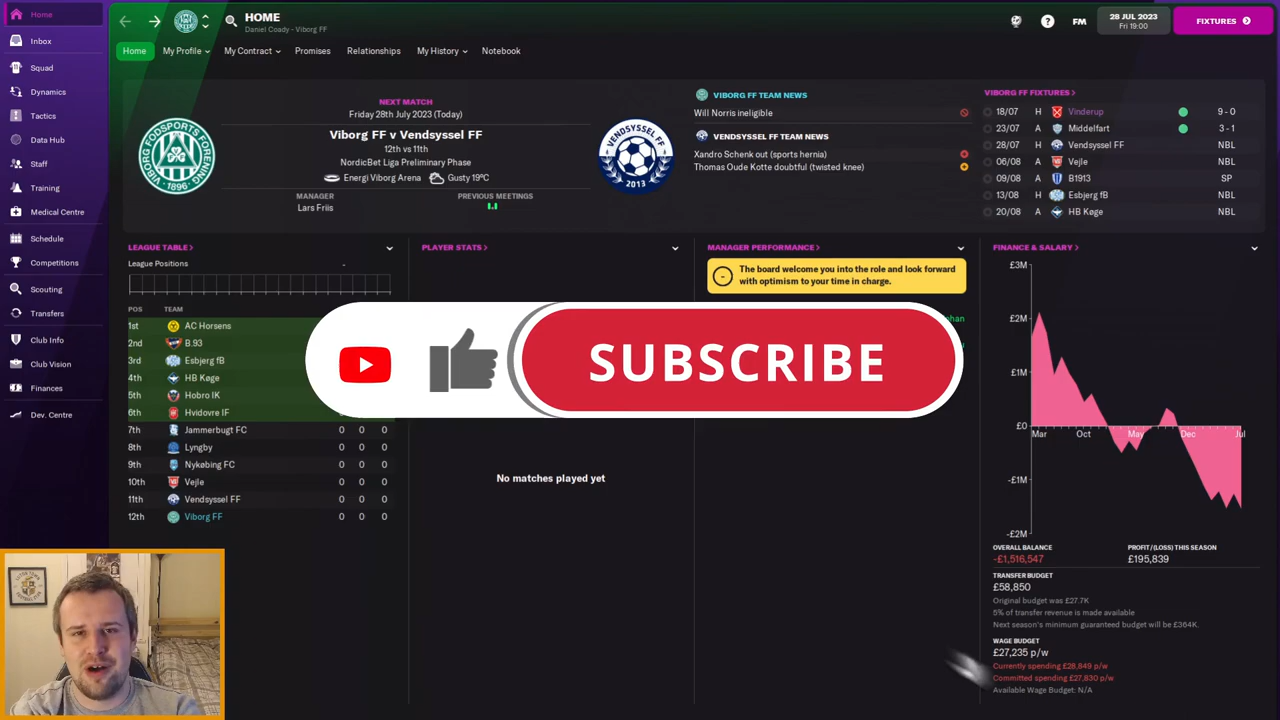 Home
HOME
Daniel Coady - Viborg FF
FM
28 JUL 2023
Fri 19:00
FIXTURES
Inbox
Squad
Dynamics
Tactics
Data Hub
Staff
Training
Medical Centre
Schedule
Competitions
Scouting
Transfers
Club Info
Club Vision
Finances
Dev. Centre
Home
My Profile
My Contract
Promises
Relationships
My History
Notebook
NEXT MATCH
Friday 28th July 2023 (Today)
Viborg FF v Vendsyssel FF
12th vs 11th
NordicBet Liga Preliminary Phase
Energi Viborg Arena
Gusty 19°C
MANAGER
Lars Friis
PREVIOUS MEETINGS
VIBORG FODSPORTS FORENING
1896
VENDSYSSEL FF
2013
VIBORG FF TEAM NEWS
Will Norris ineligible
VENDSYSSEL FF TEAM NEWS
Xandro Schenk out (sports hernia)
Thomas Oude Kotte doubtful (twisted knee)
VIBORG FF FIXTURES >
18/07 H Vinderup 9 - 0
23/07 A Middelfart 3 - 1
28/07 H Vendsyssel FF NBL
06/08 A Vejle NBL
09/08 A B1913 SP
13/08 H Esbjerg fB NBL
20/08 A HB Køge NBL
LEAGUE TABLE >
League Positions -
POS TEAM
1st AC Horsens
2nd B.93
3rd Esbjerg fB
4th HB Køge
5th Hobro IK
6th Hvidovre IF
7th Jammerbugt FC 0 0 0
8th Lyngby 0 0 0
9th Nykøbing FC 0 0 0
10th Vejle 0 0 0
11th Vendsyssel FF 0 0 0
12th Viborg FF 0 0 0
PLAYER STATS >
No matches played yet
MANAGER PERFORMANCE >
The board welcome you into the role and look forward
with optimism to your time in charge.
SUBSCRIBE
FINANCE & SALARY >
£3M
£2M
£1M
£0
-£1M
-£2M
Mar Oct May Dec Jul
OVERALL BALANCE
-£1,516,547
PROFIT/(LOSS) THIS SEASON
£195,839
TRANSFER BUDGET
£58,850
Original budget was £27.7K
5% of transfer revenue is made available
Next season's minimum guaranteed budget will be £364K.
WAGE BUDGET
£27,235 p/w
Currently spending £28,849 p/w
Committed spending £27,830 p/w
Available Wage Budget: N/A